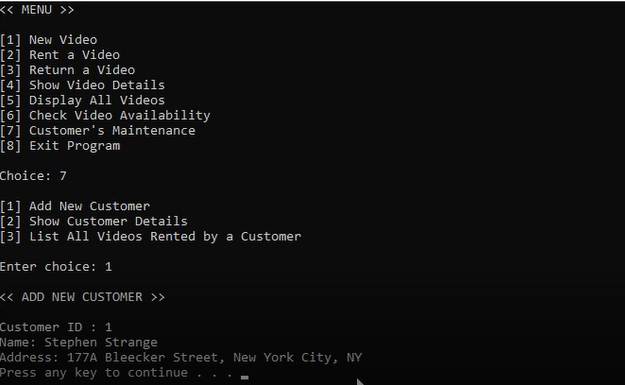 << MENU >>
[1] New Video
[2] Rent a Video
[3] Return a Video
[4] Show Video Details
[5] Display All Videos
[6] Check Video Availability
[7] Customer's Maintenance
[8] Exit Program
Choice: 7
[1] Add New Customer
[2] Show Customer Details
[3] List All Videos Rented by a Customer
Enter choice: 1
<< ADD NEW CUSTOMER >>
Customer ID : 1
Name: Stephen Strange
Address: 177A Bleecker Street, New York City, NY
Press any key to continue . . .